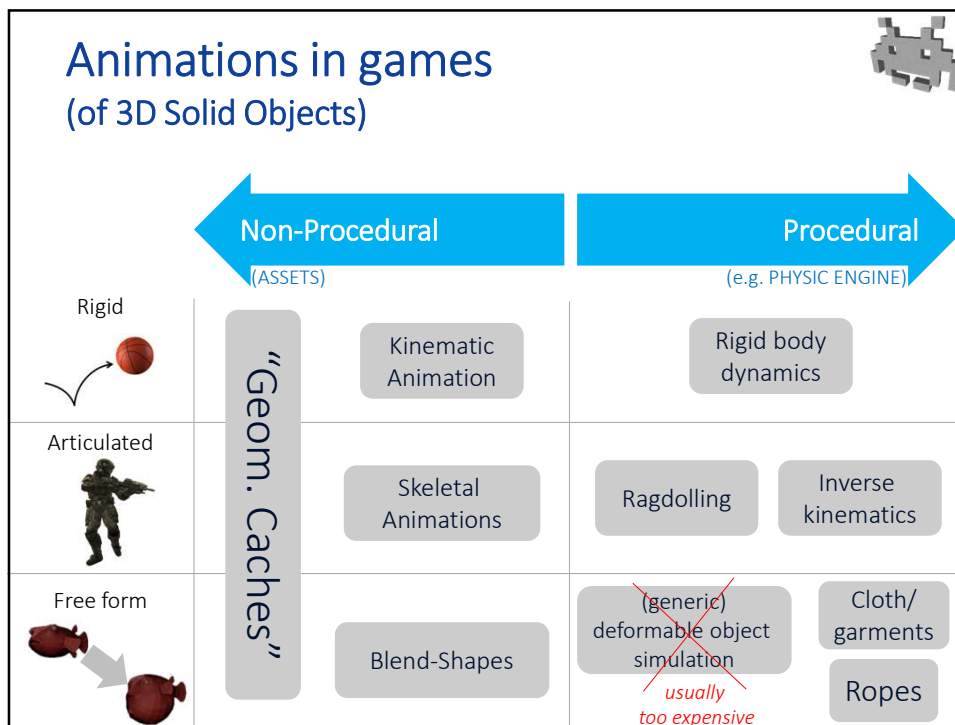 Animations in games
(of 3D Solid Objects)
Non-Procedural
Procedural
(ASSETS)
(e.g. PHYSIC ENGINE)
Rigid
“Geom. Caches”
Kinematic
Animation
Rigid body
dynamics
Articulated
Skeletal
Animations
Ragdolling
Inverse
kinematics
Free form
Blend-Shapes
(generic)
deformable object
simulation
usually
too expensive
Cloth/
garments
Ropes